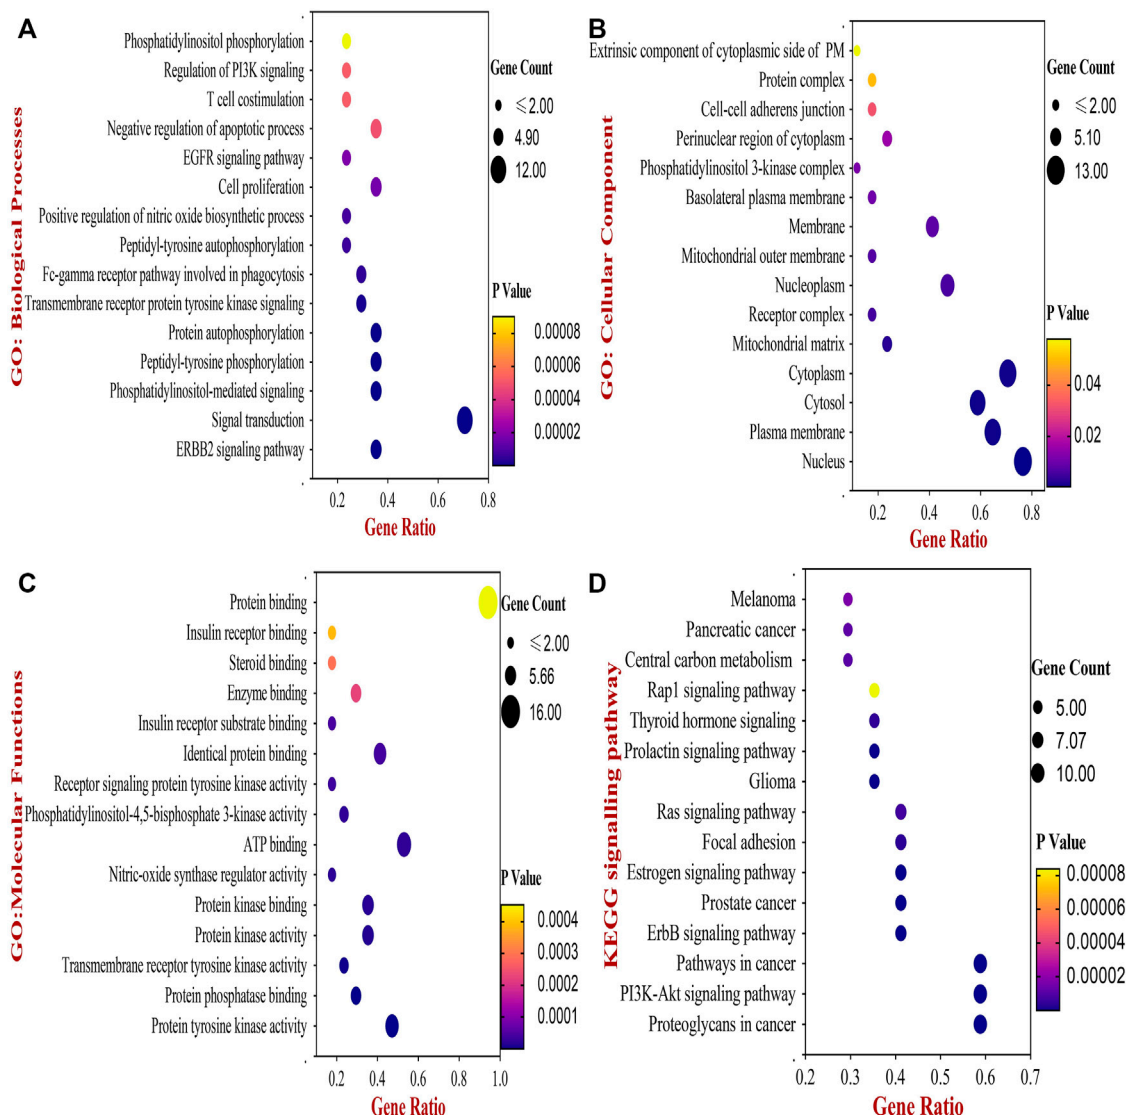 A
GO: Biological Processes
Phosphatidylinositol phosphorylation
Regulation of PI3K signaling
T cell costimulation
Negative regulation of apoptotic process
EGFR signaling pathway
Cell proliferation
Positive regulation of nitric oxide biosynthetic process
Peptidyl-tyrosine autophosphorylation
Fc-gamma receptor pathway involved in phagocytosis
Transmembrane receptor protein tyrosine kinase signaling
Protein autophosphorylation
Peptidyl-tyrosine phosphorylation
Phosphatidylinositol-mediated signaling
Signal transduction
ERBB2 signaling pathway
0.2 0.4 0.6 0.8
Gene Ratio
Gene Count
≤2.00
4.90
12.00
P Value
0.00008
0.00006
0.00004
0.00002
B
GO: Cellular Component
Extrinsic component of cytoplasmic side of PM
Protein complex
Cell-cell adherens junction
Perinuclear region of cytoplasm
Phosphatidylinositol 3-kinase complex
Basolateral plasma membrane
Membrane
Mitochondrial outer membrane
Nucleoplasm
Receptor complex
Mitochondrial matrix
Cytoplasm
Cytosol
Plasma membrane
Nucleus
0.2 0.4 0.6 0.8
Gene Ratio
Gene Count
≤2.00
5.10
13.00
P Value
0.04
0.02
C
GO:Molecular Functions
Protein binding
Insulin receptor binding
Steroid binding
Enzyme binding
Insulin receptor substrate binding
Identical protein binding
Receptor signaling protein tyrosine kinase activity
Phosphatidylinositol-4,5-bisphosphate 3-kinase activity
ATP binding
Nitric-oxide synthase regulator activity
Protein kinase binding
Protein kinase activity
Transmembrane receptor tyrosine kinase activity
Protein phosphatase binding
Protein tyrosine kinase activity
0.2 0.4 0.6 0.8 1.0
Gene Ratio
Gene Count
≤2.00
5.66
16.00
P Value
0.0004
0.0003
0.0002
0.0001
D
KEGG signalling pathway
Melanoma
Pancreatic cancer
Central carbon metabolism
Rap1 signaling pathway
Thyroid hormone signaling
Prolactin signaling pathway
Glioma
Ras signaling pathway
Focal adhesion
Estrogen signaling pathway
Prostate cancer
ErbB signaling pathway
Pathways in cancer
PI3K-Akt signaling pathway
Proteoglycans in cancer
0.2 0.3 0.4 0.5 0.6 0.7
Gene Ratio
Gene Count
5.00
7.07
10.00
P Value
0.00008
0.00006
0.00004
0.00002